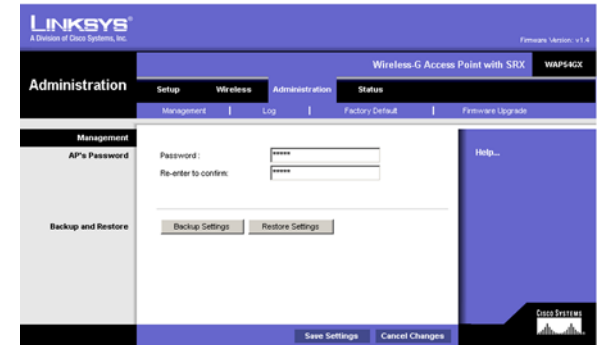 LINKSYS®
A Division of Cisco Systems, Inc.
Firmware Version: v1.4
Wireless-G Access Point with SRX WAP54GX
Administration
Setup Wireless Administration Status
Management | Log | Factory Default | Firmware Upgrade
Management
AP's Password
Password :
*****
Help...
Re-enter to confirm:
*****
Backup and Restore
Backup Settings Restore Settings
CISCO SYSTEMS
Save Settings Cancel Changes